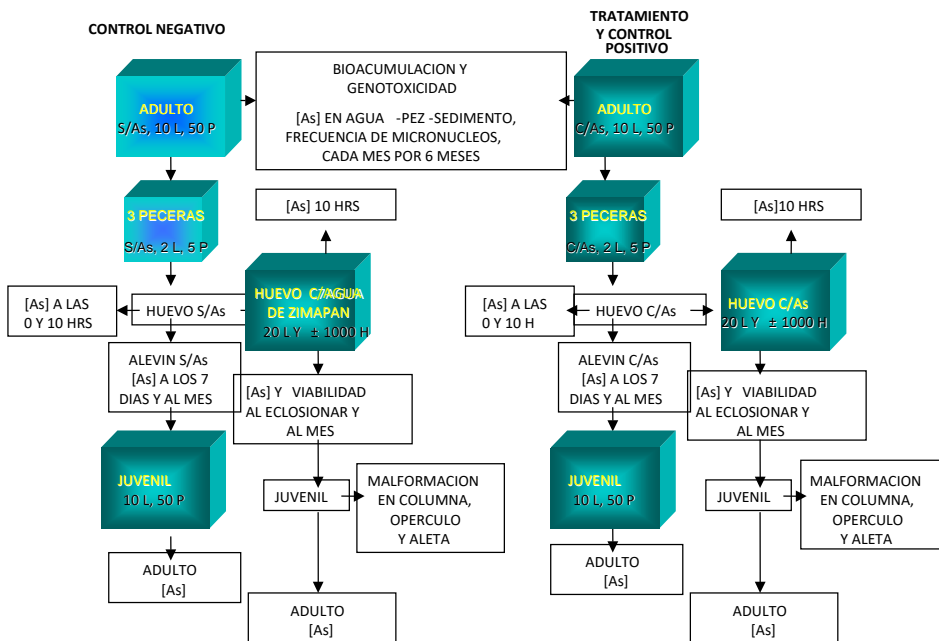 CONTROL NEGATIVO
TRATAMIENTO
Y CONTROL
POSITIVO
ADULTO
S/As, 10 L, 50 P
BIOACUMULACION Y
GENOTOXICIDAD
[As] EN AGUA -PEZ -SEDIMENTO,
FRECUENCIA DE MICRONUCLEOS,
CADA MES POR 6 MESES
ADULTO
C/As, 10 L, 50 P
3 PECERAS
S/As, 2 L, 5 P
[As] 10 HRS
3 PECERAS
C/As, 2 L, 5 P
[As]10 HRS
[As] A LAS
0 Y 10 HRS
HUEVO S/As
HUEVO C/AGUA
DE ZIMAPAN
20 L Y ± 1000 H
[As] A LAS
0 Y 10 H
HUEVO C/As
HUEVO C/As
20 L Y ± 1000 H
ALEVIN S/As
[As] A LOS 7
DIAS Y AL MES
[As] Y VIABILIDAD
AL ECLOSIONAR Y
AL MES
ALEVIN C/As
[As] A LOS 7
DIAS Y AL MES
[As] Y VIABILIDAD
AL ECLOSIONAR Y
AL MES
JUVENIL
10 L, 50 P
JUVENIL
MALFORMACION
EN COLUMNA,
OPERCULO
Y ALETA
JUVENIL
10 L, 50 P
JUVENIL
MALFORMACION
EN COLUMNA,
OPERCULO
Y ALETA
ADULTO
[As]
ADULTO
[As]
ADULTO
[As]
ADULTO
[As]